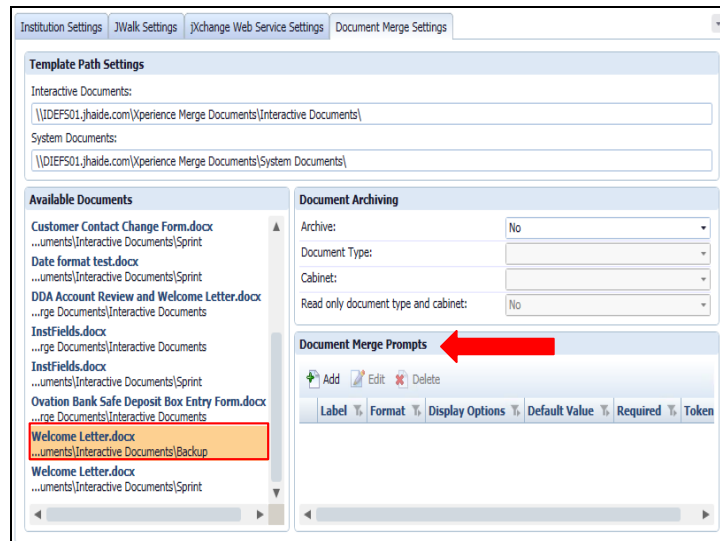 Institution Settings JWalk Settings jXchange Web Service Settings Document Merge Settings
Template Path Settings
Interactive Documents:
\\IDEFS01.jhaide.com\Xperience Merge Documents\Interactive Documents\
System Documents:
\\DIEFS01.jhaide.com\Xperience Merge Documents\System Documents\
Available Documents
Customer Contact Change Form.docx
...uments\Interactive Documents\Sprint
Date format test.docx
...uments\Interactive Documents\Sprint
DDA Account Review and Welcome Letter.docx
...rge Documents\Interactive Documents
InstFields.docx
...rge Documents\Interactive Documents
InstFields.docx
...uments\Interactive Documents\Sprint
Ovation Bank Safe Deposit Box Entry Form.docx
...rge Documents\Interactive Documents
Welcome Letter.docx
...uments\Interactive Documents\Backup
Welcome Letter.docx
...uments\Interactive Documents\Sprint
Document Archiving
Archive: No
Document Type:
Cabinet:
Read only document type and cabinet: No
Document Merge Prompts
Add Edit Delete
Label Format Display Options Default Value Required Token